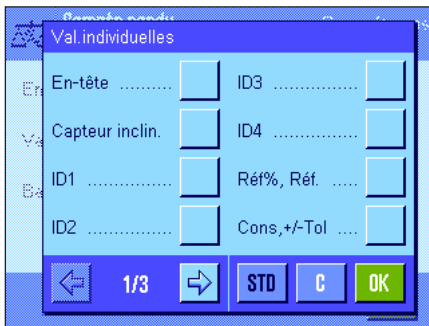 Val.individuelles
En-tête ..........
Capteur inclin.
ID1 ................
ID2 ................
ID3 ................
ID4 ................
Réf%, Réf. .....
Cons,+/-Tol ....
1/3
STD
C
OK